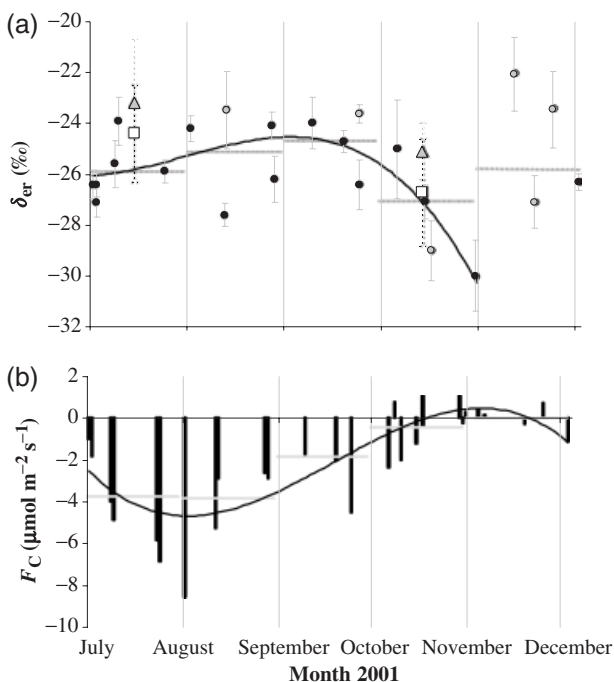 (a)
−20
−22
−24
−26
−28
−30
−32
δer (‰)
(b)
2
0
−2
−4
−6
−8
−10
FC (μmol m−2 s−1)
July August September October November December
Month 2001